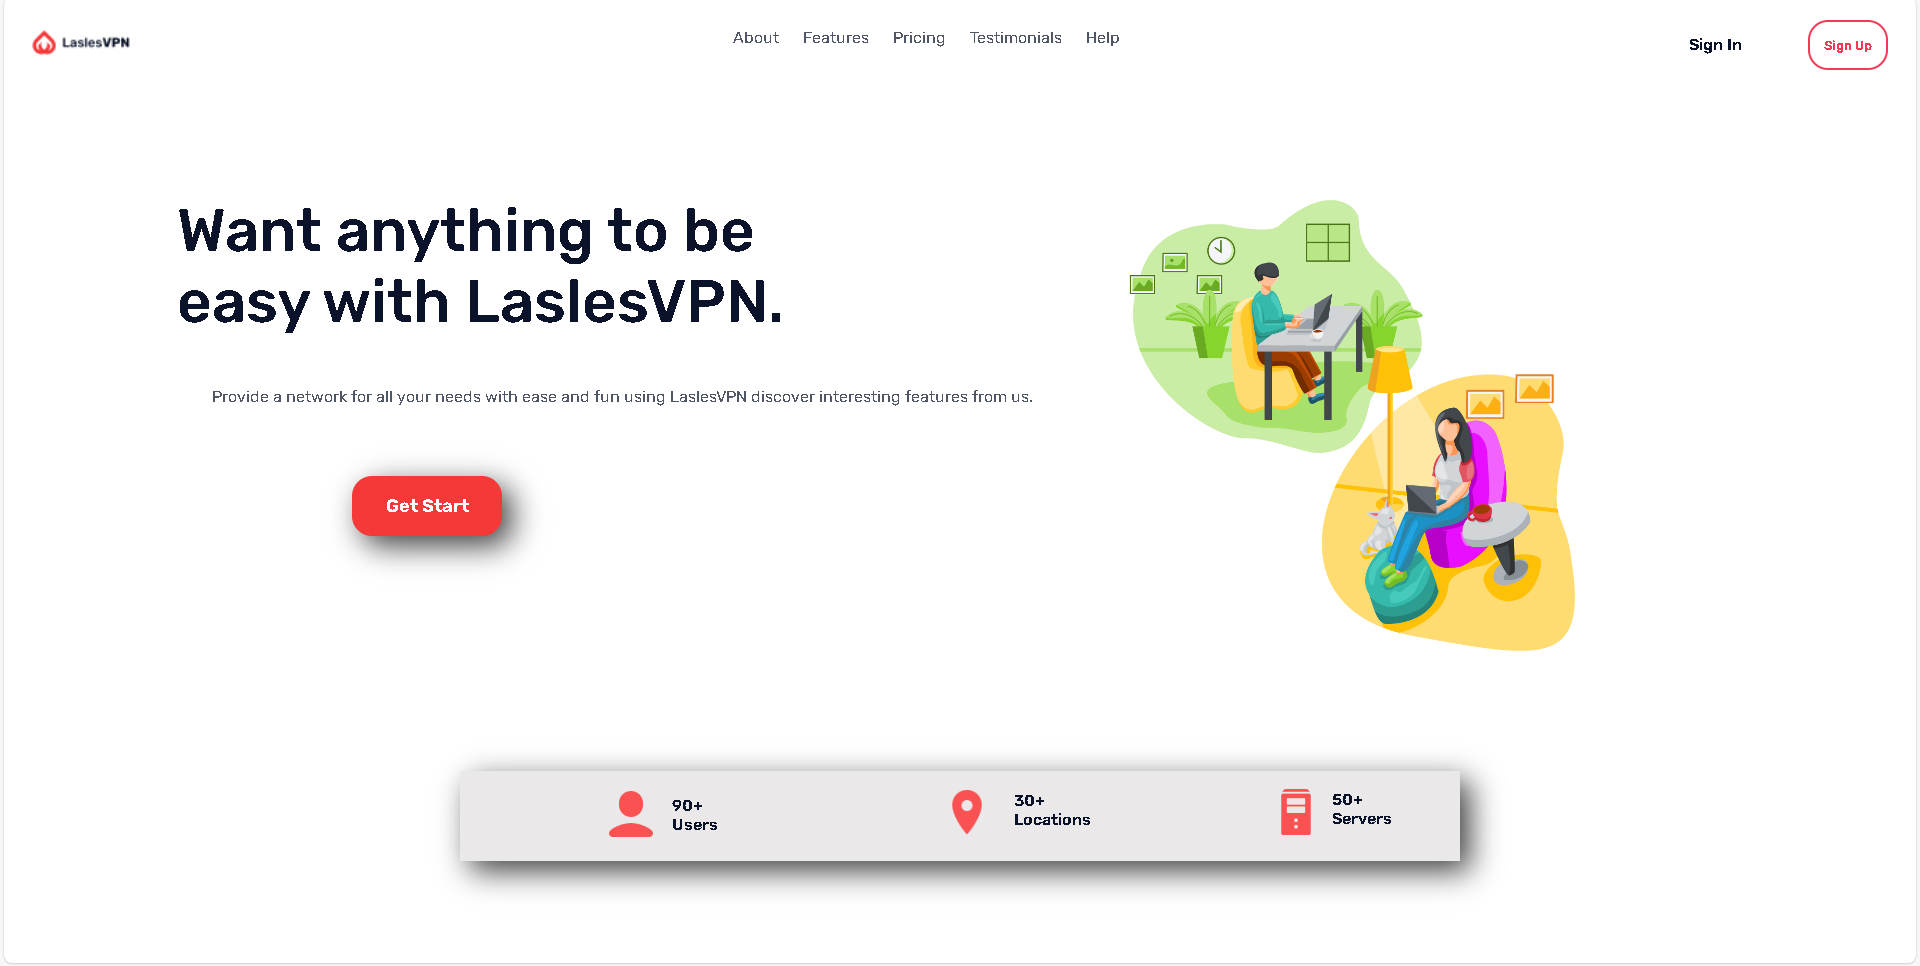 LaslesVPN
About Features Pricing Testimonials Help
Sign In
Sign Up
Want anything to be
easy with LaslesVPN.
Provide a network for all your needs with ease and fun using LaslesVPN discover interesting features from us.
Get Start
90+
Users
30+
Locations
50+
Servers